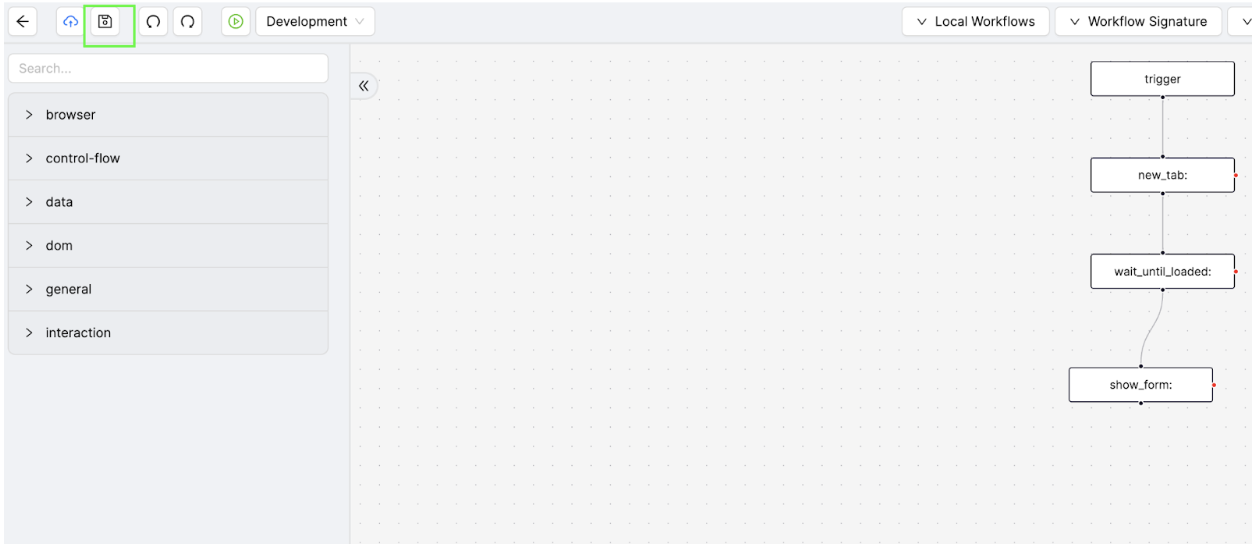 Development
Local Workflows
Workflow Signature
Search...
browser
control-flow
data
dom
general
interaction
trigger
new_tab:
wait_until_loaded:
show_form: